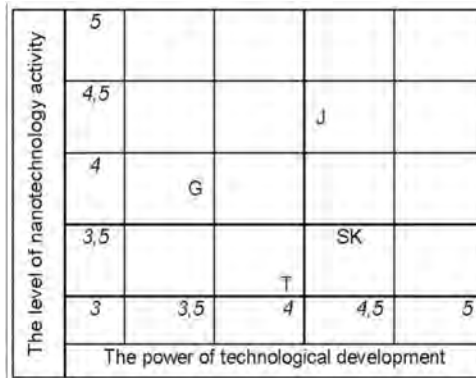 The level of nanotechnology activity
5
4,5
J
4
G
3,5
SK
T
3 3,5 4 4,5 5
The power of technological development